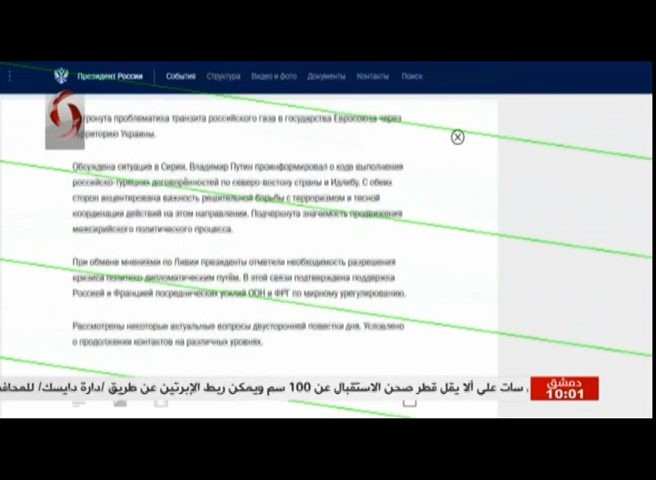 Президент России События Структура Видео и фото Документы Контакты Поиск
проблематика транзита российского газа в государства Евросоюза через
территорию Украины.
Обсуждена ситуация в Сирии. Владимир Путин проинформировал о ходе выполнения
российско-турецких договорённостей по северо-востоку страны и Идлибу. С обеих
сторон акцентирована важность решительной борьбы с терроризмом и тесной
координации действий на этом направлении. Подчеркнута значимость продвижения
межсирийского политического процесса.
При обмене мнениями по Ливии президенты отметили необходимость разрешения
кризиса политико-дипломатическим путём. В этой связи подтверждена поддержка
Россией и Францией посреднических усилий ООН и ФРГ по мирному урегулированию.
Рассмотрены некоторые актуальные вопросы двусторонней повестки дня. Условлено
о продолжении контактов на различных уровнях.
سات على ألا يقل قطر صحن الاستقبال عن 100 سم ويمكن ربط الإبرتين عن طريق /دارة دايسك/
دمشق
10:01